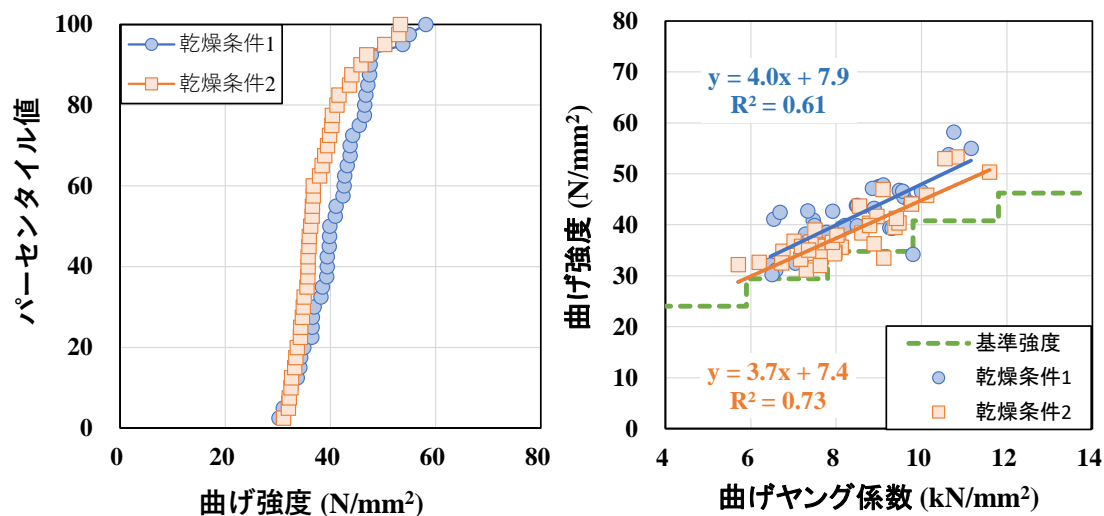 パーセンタイル値
100
80
60
40
20
0
乾燥条件1
乾燥条件2
0
20
40
60
80
曲げ強度 (N/mm²)
曲げ強度 (N/mm²)
80
70
60
50
40
30
20
10
0
y = 4.0x + 7.9
R² = 0.61
y = 3.7x + 7.4
R² = 0.73
基準強度
乾燥条件1
乾燥条件2
4
6
8
10
12
14
曲げヤング係数 (kN/mm²)